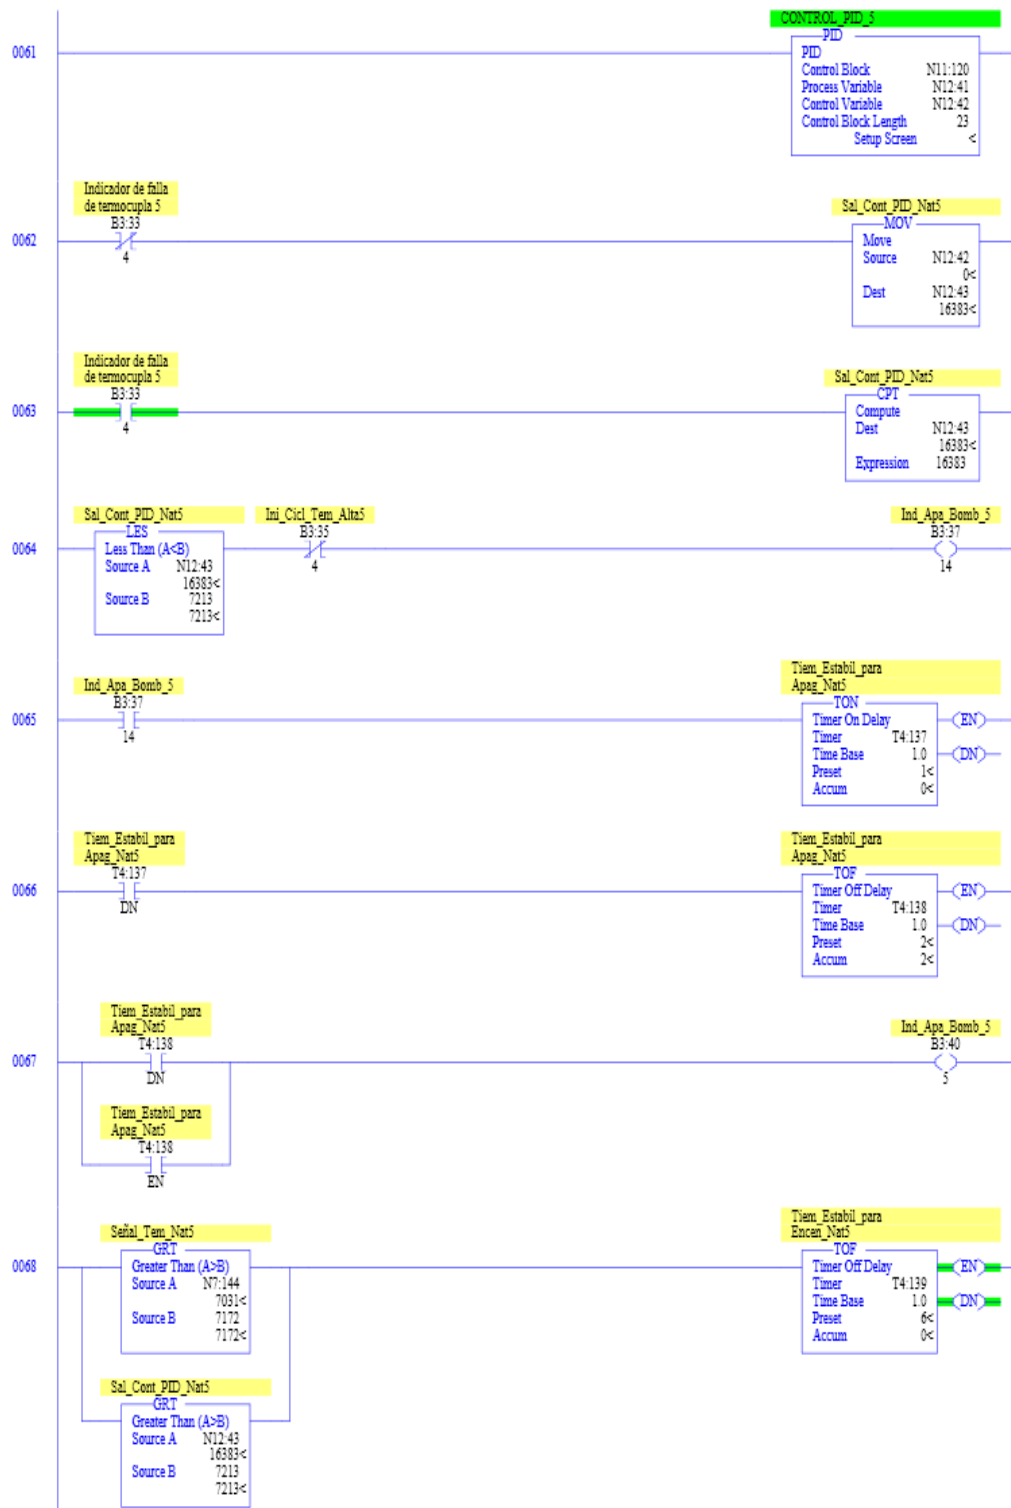 CONTROL_PID_5
0061
PID
PID
Control Block N11:120
Process Variable N12:41
Control Variable N12:42
Control Block Length 23
Setup Screen <
Indicador de falla
de termocupla 5
B3:33
4
0062
Sal_Cont_PID_Nat5
MOV
Move
Source N12:42
0<
Dest N12:43
16383<
Indicador de falla
de termocupla 5
B3:33
4
0063
Sal_Cont_PID_Nat5
CPT
Compute
Dest N12:43
16383<
Expression 16383
Sal_Cont_PID_Nat5
LES
Less Than (A<B)
Source A N12:43
16383<
Source B 7213
7213<
0064
Ini_Cicl_Tem_Alta5
B3:35
4
Ind_Apa_Bomb_5
B3:37
14
Ind_Apa_Bomb_5
B3:37
14
0065
Tiem_Estabil_para
Apag_Nat5
TON
Timer On Delay (EN)
Timer T4:137
Time Base 1.0 (DN)
Preset 1<
Accum 0<
Tiem_Estabil_para
Apag_Nat5
T4:137
DN
0066
Tiem_Estabil_para
Apag_Nat5
TOF
Timer Off Delay (EN)
Timer T4:138
Time Base 1.0 (DN)
Preset 2<
Accum 2<
Tiem_Estabil_para
Apag_Nat5
T4:138
DN
0067
Ind_Apa_Bomb_5
B3:40
5
Tiem_Estabil_para
Apag_Nat5
T4:138
EN
Señal_Tem_Nat5
GRT
Greater Than (A>B)
Source A N7:144
7031<
Source B 7172
7172<
0068
Tiem_Estabil_para
Encen_Nat5
TOF
Timer Off Delay (EN)
Timer T4:139
Time Base 1.0 (DN)
Preset 6<
Accum 0<
Sal_Cont_PID_Nat5
GRT
Greater Than (A>B)
Source A N12:43
16383<
Source B 7213
7213<